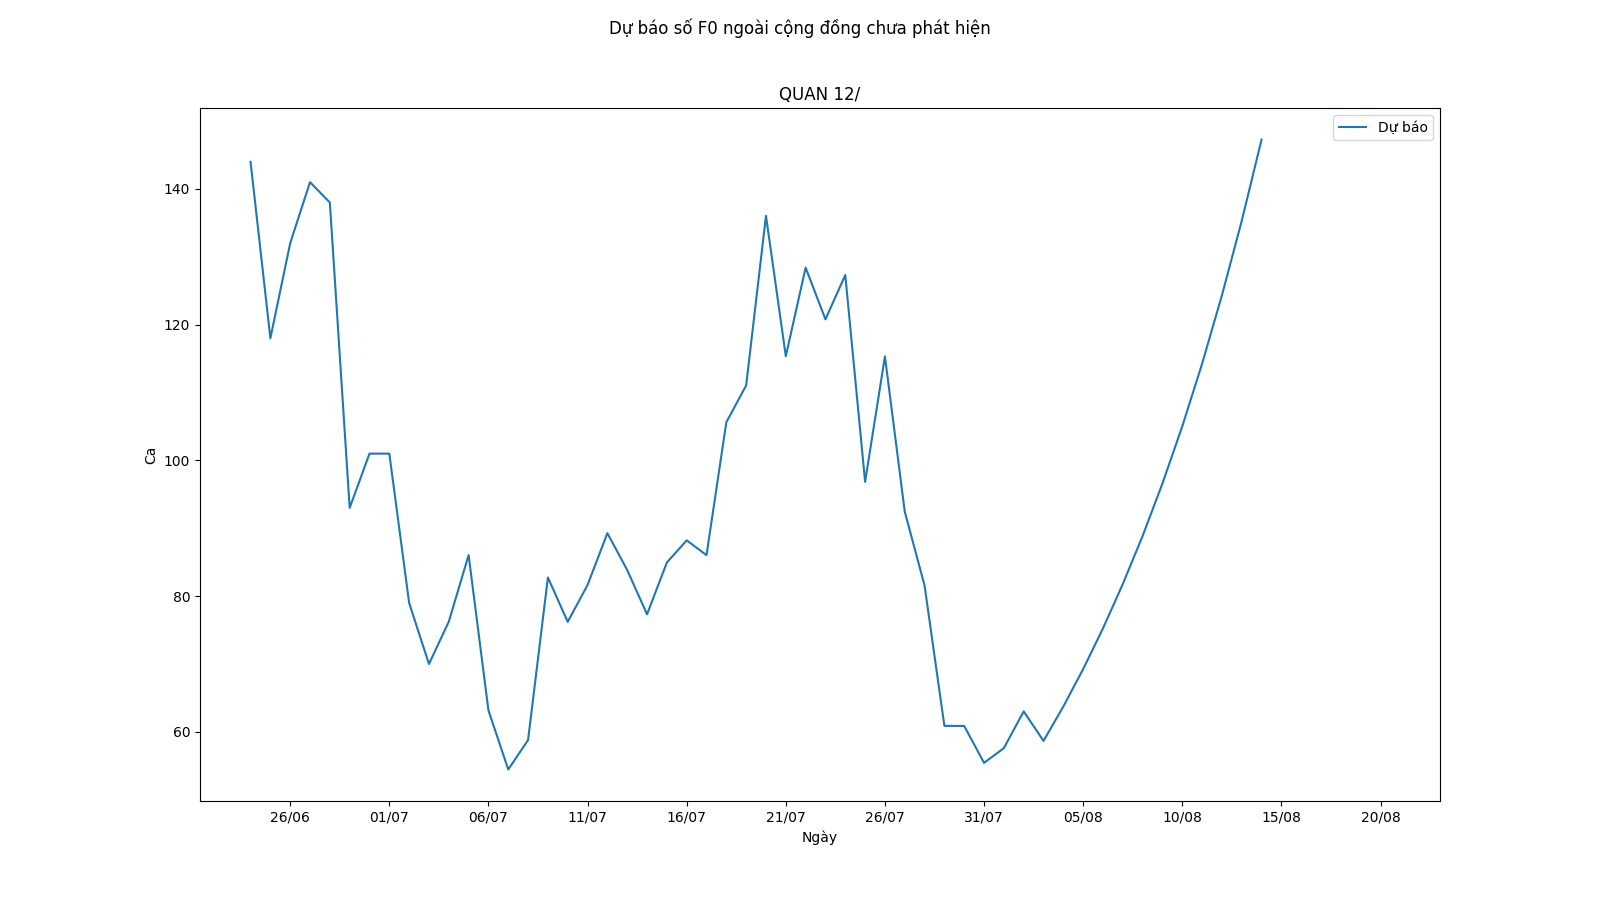 Dự báo số F0 ngoài cộng đồng chưa phát hiện
QUAN 12/
Dự báo
140
120
100
80
60
Ca
26/06 01/07 06/07 11/07 16/07 21/07 26/07 31/07 05/08 10/08 15/08 20/08
Ngày